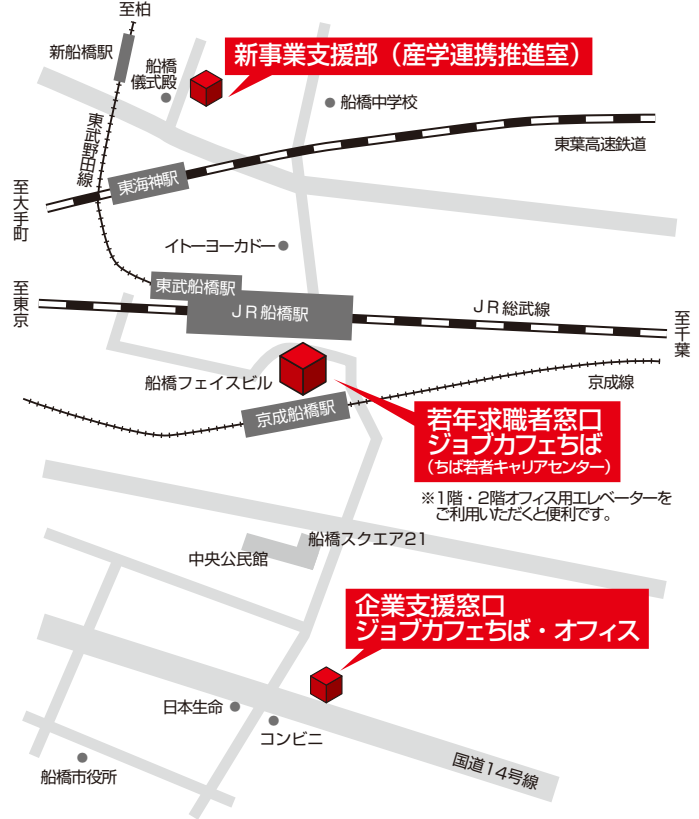 至柏
新船橋駅
船橋
儀式殿
新事業支援部（産学連携推進室）
船橋中学校
東武野田線
東葉高速鉄道
東海神駅
至大手町
イトーヨーカドー
東武船橋駅
至東京
ＪＲ船橋駅
ＪＲ総武線
至千葉
船橋フェイスビル
京成線
京成船橋駅
若年求職者窓口
ジョブカフェちば
（ちば若者キャリアセンター）
※1階・2階オフィス用エレベーターを
ご利用いただくと便利です。
船橋スクエア21
中央公民館
企業支援窓口
ジョブカフェちば・オフィス
日本生命
コンビニ
国道14号線
船橋市役所